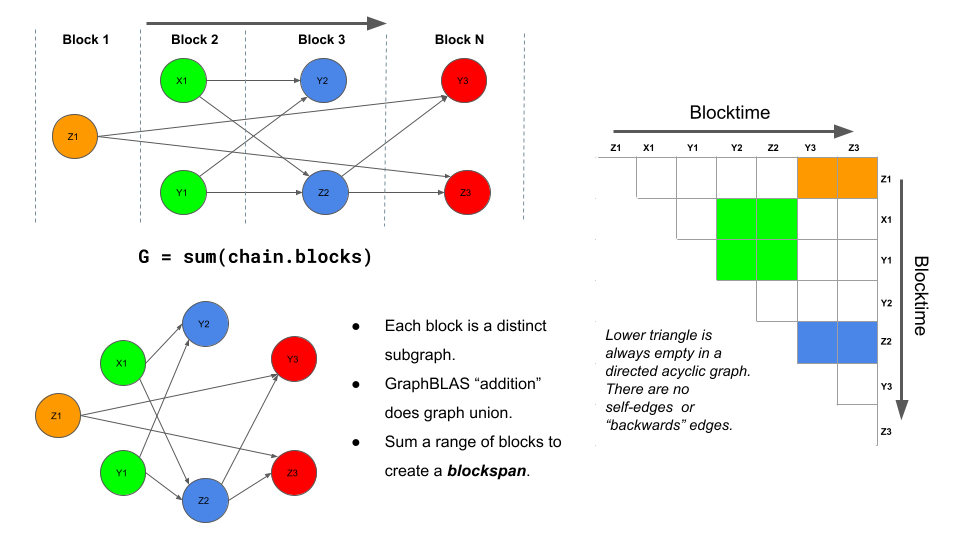 Block 1 Block 2 Block 3 Block N
X1 Y2 Y3
Z1
Y1 Z2 Z3
G = sum(chain.blocks)
Y2
X1 Y3
Z1
Y1 Z3
Z2
● Each block is a distinct
subgraph.
● GraphBLAS “addition”
does graph union.
● Sum a range of blocks to
create a blockspan.
Blocktime
Z1 X1 Y1 Y2 Z2 Y3 Z3
Z1
X1
Y1
Y2
Z2
Y3
Z3
Blocktime
Lower triangle is
always empty in a
directed acyclic graph.
There are no
self-edges or
“backwards” edges.